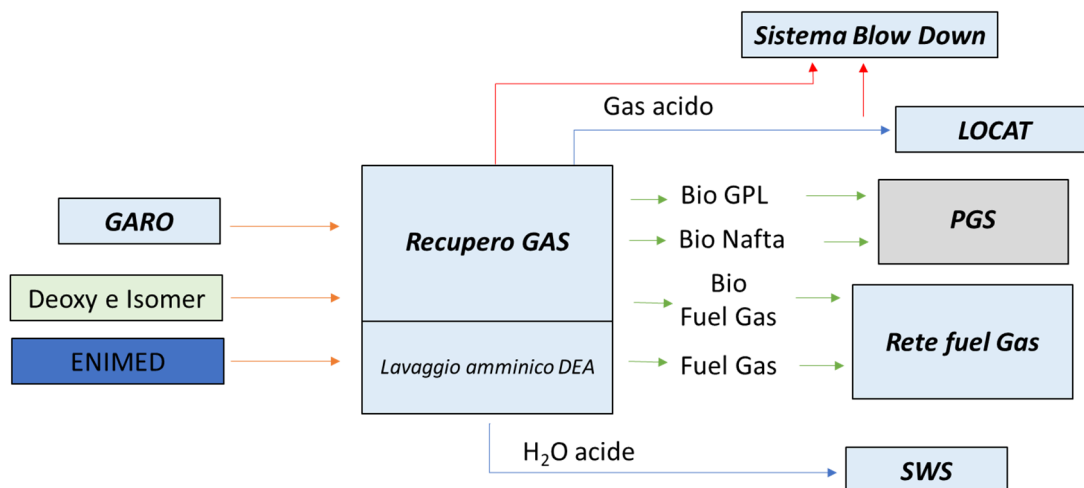 Sistema Blow Down
Gas acido
LOCAT
GARO
Recupero GAS
Bio GPL
Bio Nafta
PGS
Deoxy e Isomer
Bio
Fuel Gas
Rete fuel Gas
ENIMED
Lavaggio amminico DEA
Fuel Gas
H₂O acide
SWS